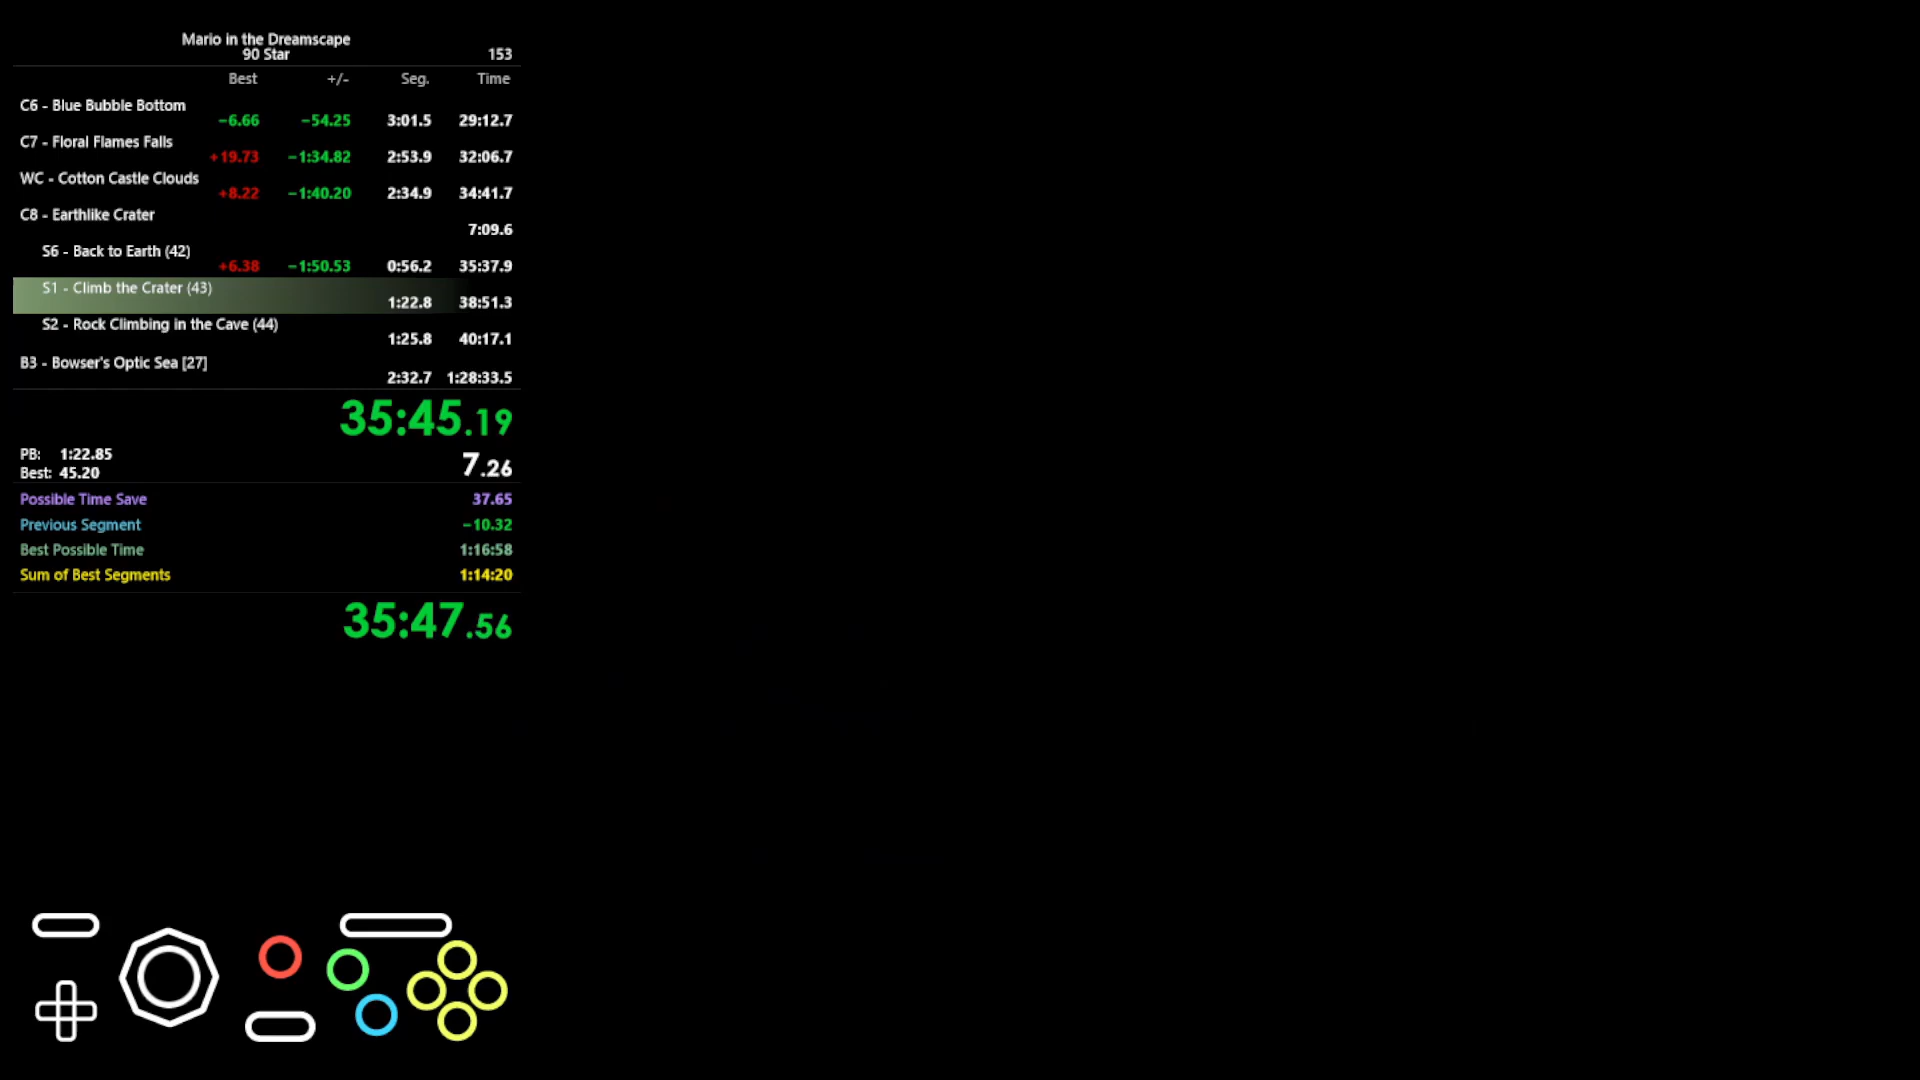 Mario in the Dreamscape
90 Star 153
Best +/- Seg. Time
C6 - Blue Bubble Bottom
−6.66 −54.25 3:01.5 29:12.7
C7 - Floral Flames Falls
+19.73 −1:34.82 2:53.9 32:06.7
WC - Cotton Castle Clouds
+8.22 −1:40.20 2:34.9 34:41.7
C8 - Earthlike Crater
7:09.6
S6 - Back to Earth (42)
+6.38 −1:50.53 0:56.2 35:37.9
S1 - Climb the Crater (43)
1:22.8 38:51.3
S2 - Rock Climbing in the Cave (44)
1:25.8 40:17.1
B3 - Bowser's Optic Sea [27]
2:32.7 1:28:33.5
35:45.19
PB: 1:22.85
Best: 45.20 7.26
Possible Time Save 37.65
Previous Segment −10.32
Best Possible Time 1:16:58
Sum of Best Segments 1:14:20
35:47.56